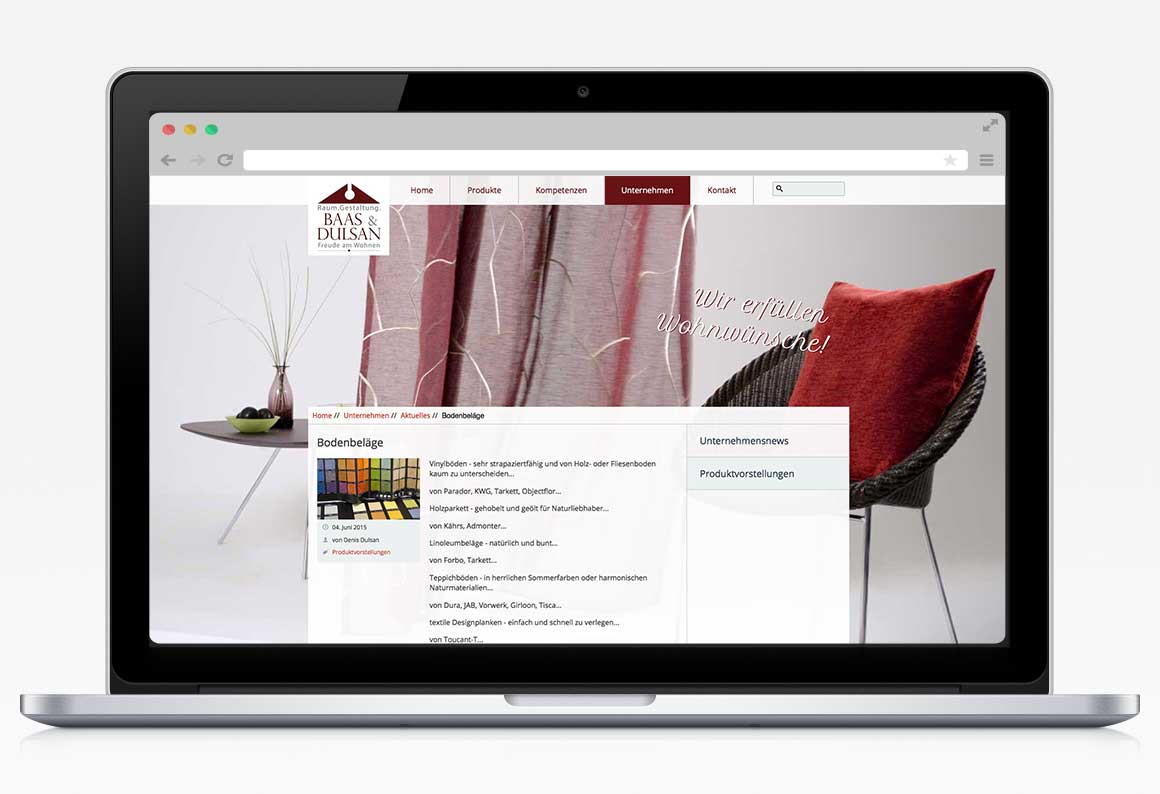 Home
Produkte
Kompetenzen
Unternehmen
Kontakt
Raum.Gestaltung.
BAAS &
DULSAN
Freude am Wohnen
Wir erfüllen
Wohnwünsche!
Home // Unternehmen // Aktuelles // Bodenbeläge
Bodenbeläge
04. Juni 2015
von Denis Dulsan
Produktvorstellungen
Vinylböden - sehr strapaziertfähig und von Holz- oder Fliesenboden
kaum zu unterscheiden...
von Parador, KWG, Tarkett, Objectflor...
Holzparkett - gehobelt und geölt für Naturliebhaber...
von Kährs, Admonter...
Linoleumbeläge - natürlich und bunt...
von Forbo, Tarkett...
Teppichböden - in herrlichen Sommerfarben oder harmonischen
Naturmaterialien...
von Dura, JAB, Vorwerk, Girloon, Tisca...
textile Designplanken - einfach und schnell zu verlegen...
von Toucant-T...
Unternehmensnews
Produktvorstellungen